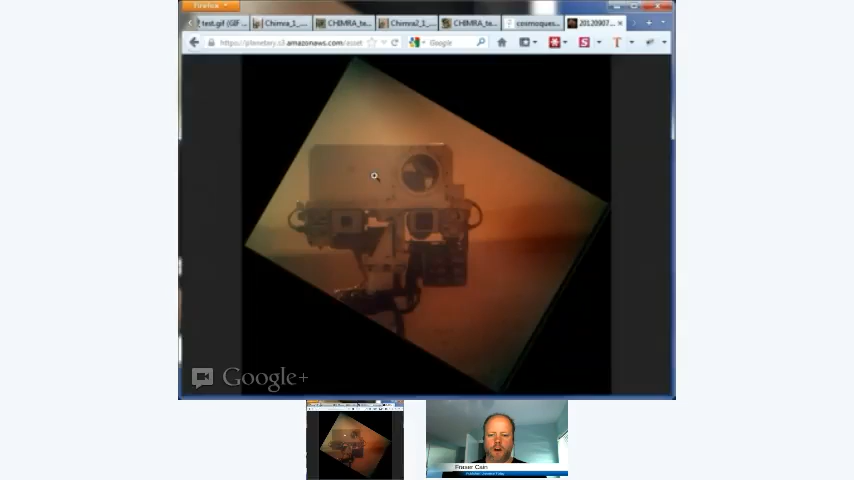 Firefox
test.gif (GIF ...
Chimra_1_...
CHIMRA_te...
Chimra2_1_...
CHIMRA_te...
cosmoques...
20120907...
https://planetary.s3.amazonaws.com/asset
Google
Google+
Fraser Cain